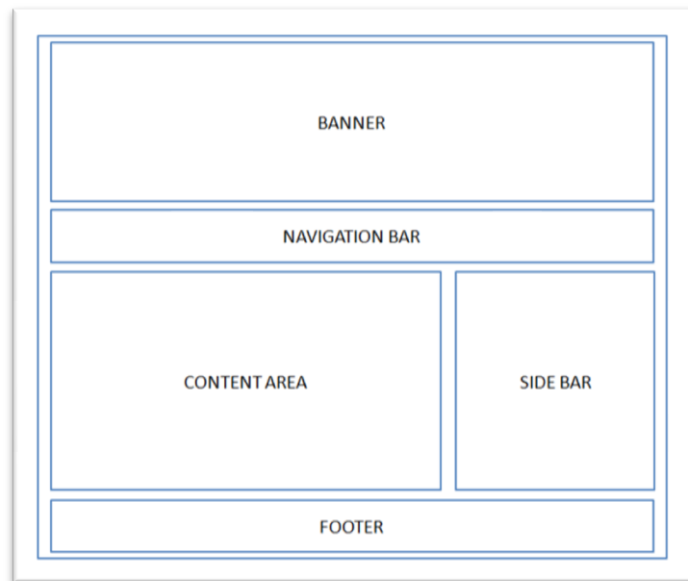 BANNER
NAVIGATION BAR
CONTENT AREA
SIDE BAR
FOOTER